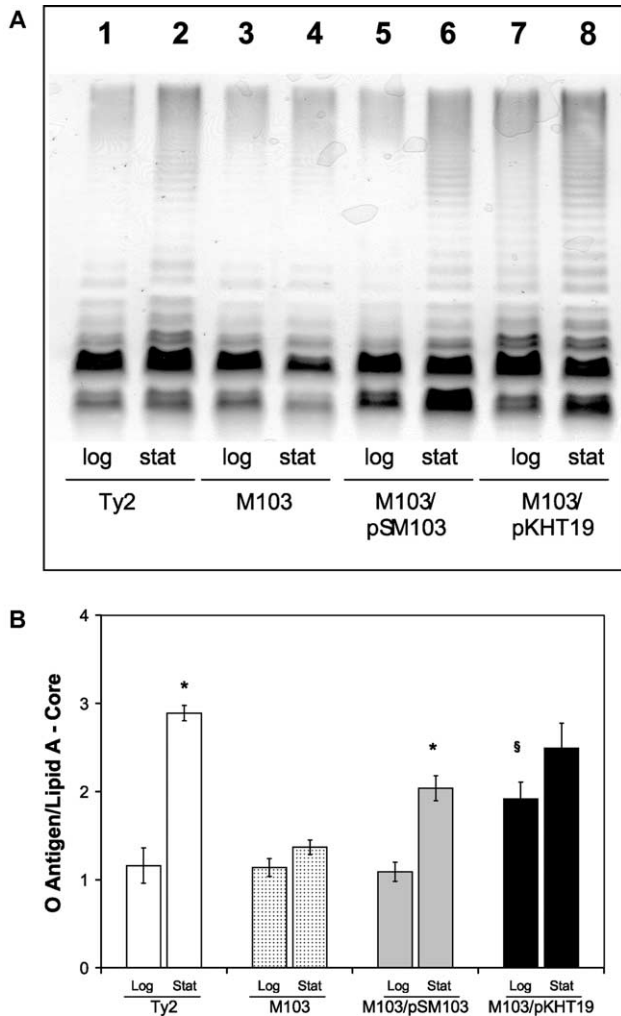 A
1 2 3 4 5 6 7 8
log stat log stat log stat log stat
Ty2 M103 M103/ M103/
pSM103 pKHT19
B
O Antigen/Lipid A - Core
4
3
2
1
0
* * §
Log Stat Log Stat Log Stat Log Stat
Ty2 M103 M103/pSM103 M103/pKHT19